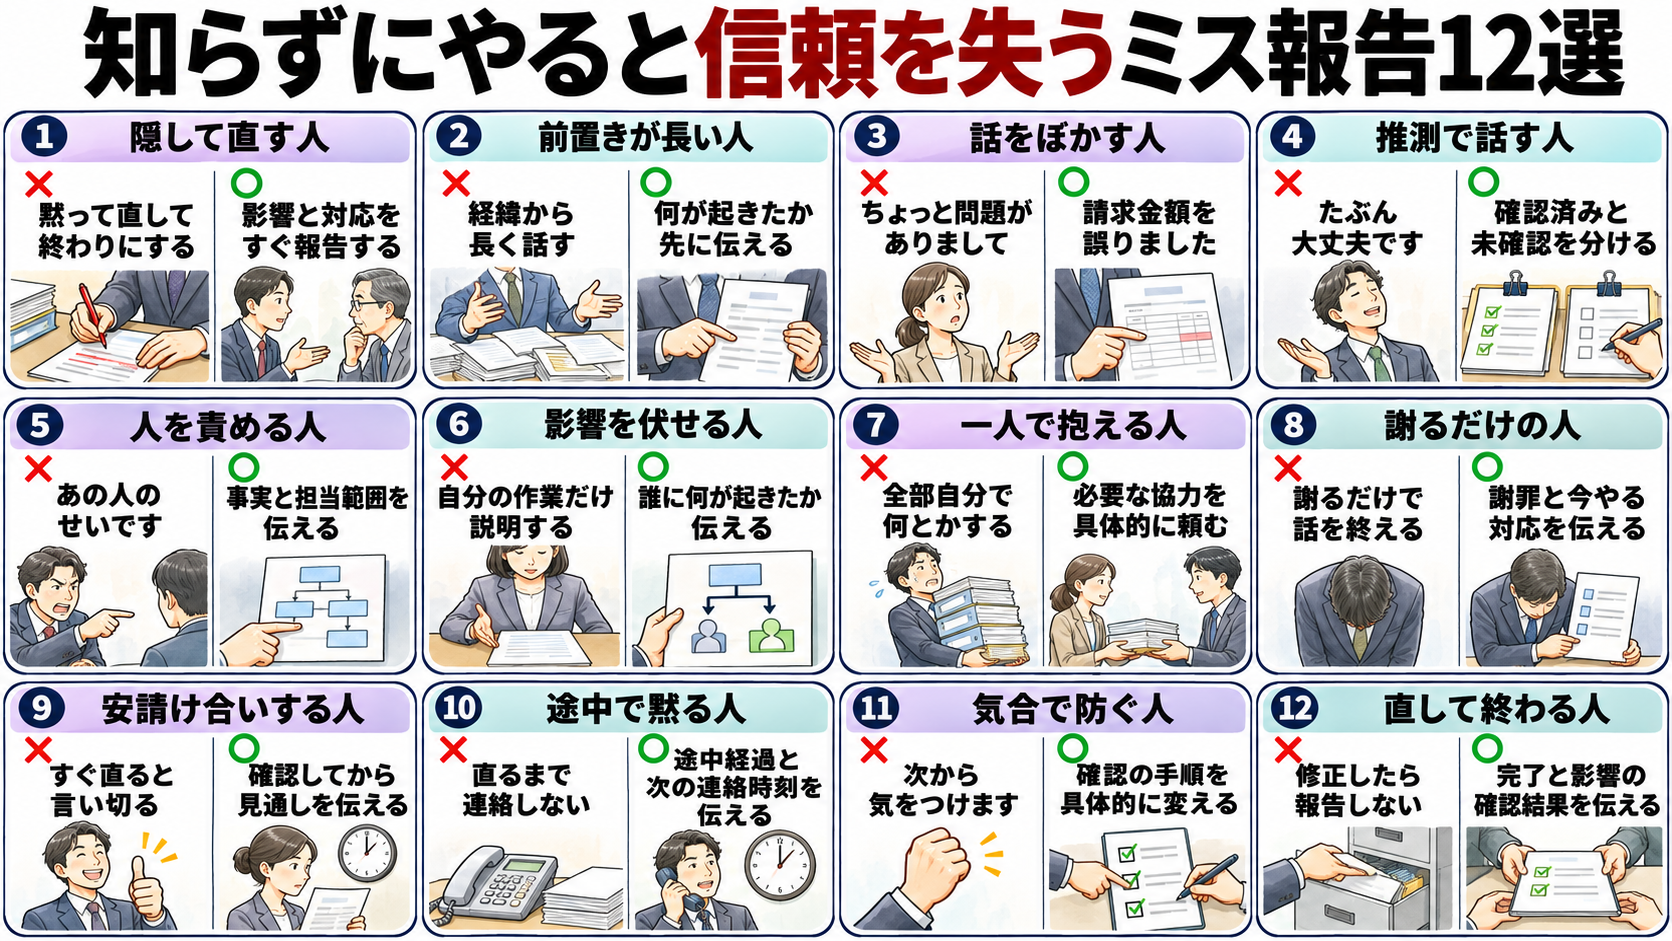 知らずにやると信頼を失うミス報告12選
1 隠して直す人
黙って直して
終わりにする
影響と対応を
すぐ報告する
2 前置きが長い人
経緯から
長く話す
何が起きたか
先に伝える
3 話をぼかす人
ちょっと問題が
ありまして
請求金額を
誤りました
4 推測で話す人
たぶん
大丈夫です
確認済みと
未確認を分ける
5 人を責める人
あの人の
せいです
事実と担当範囲を
伝える
6 影響を伏せる人
自分の作業だけ
説明する
誰に何が起きたか
伝える
7 一人で抱える人
全部自分で
何とかする
必要な協力を
具体的に頼む
8 謝るだけの人
謝るだけで
話を終える
謝罪と今やる
対応を伝える
9 安請け合いする人
すぐ直ると
言い切る
確認してから
見通しを伝える
10 途中で黙る人
直るまで
連絡しない
途中経過と
次の連絡時刻を
伝える
11 気合で防ぐ人
次から
気をつけます
確認の手順を
具体的に変える
12 直して終わる人
修正したら
報告しない
完了と影響の
確認結果を伝える